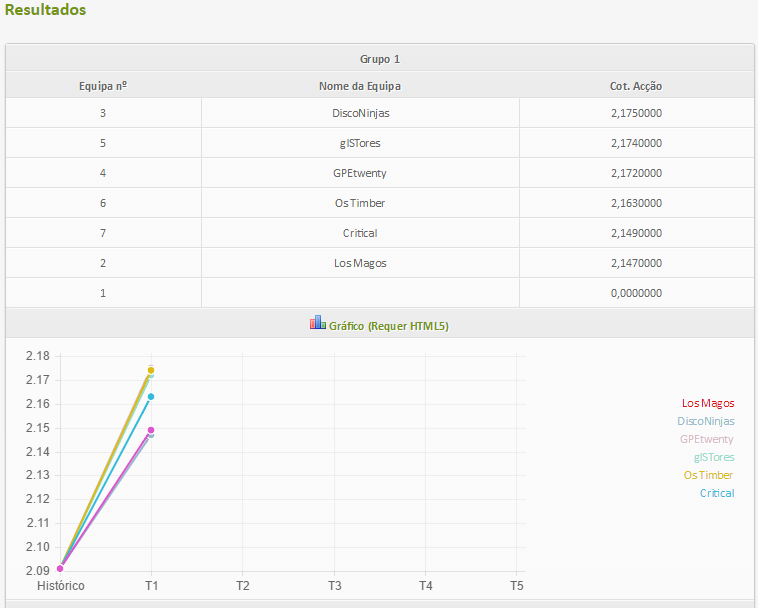 Resultados
Grupo 1
Equipa nº Nome da Equipa Cot. Acção
3 DiscoNinjas 2,1750000
5 gISTores 2,1740000
4 GPEtwenty 2,1720000
6 Os Timber 2,1630000
7 Critical 2,1490000
2 Los Magos 2,1470000
1 0,0000000
Gráfico (Requer HTML5)
2.18
2.17
2.16
2.15
2.14
2.13
2.12
2.11
2.10
2.09
Histórico T1 T2 T3 T4 T5
Los Magos
DiscoNinjas
GPEtwenty
gISTores
Os Timber
Critical